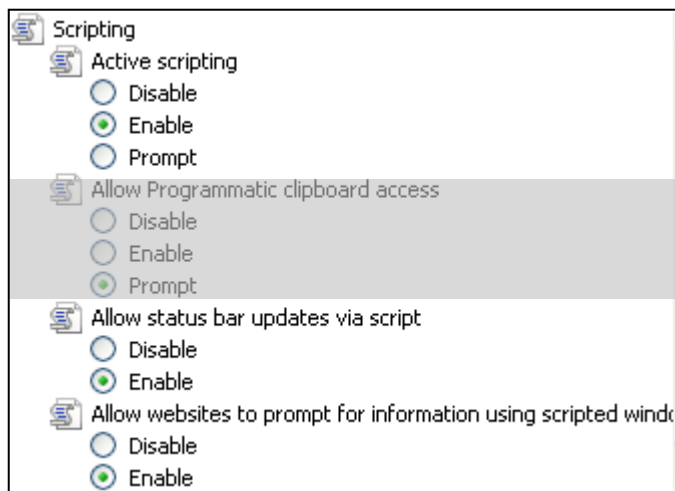 Scripting
Active scripting
Disable
Enable
Prompt
Allow Programmatic clipboard access
Disable
Enable
Prompt
Allow status bar updates via script
Disable
Enable
Allow websites to prompt for information using scripted windo
Disable
Enable